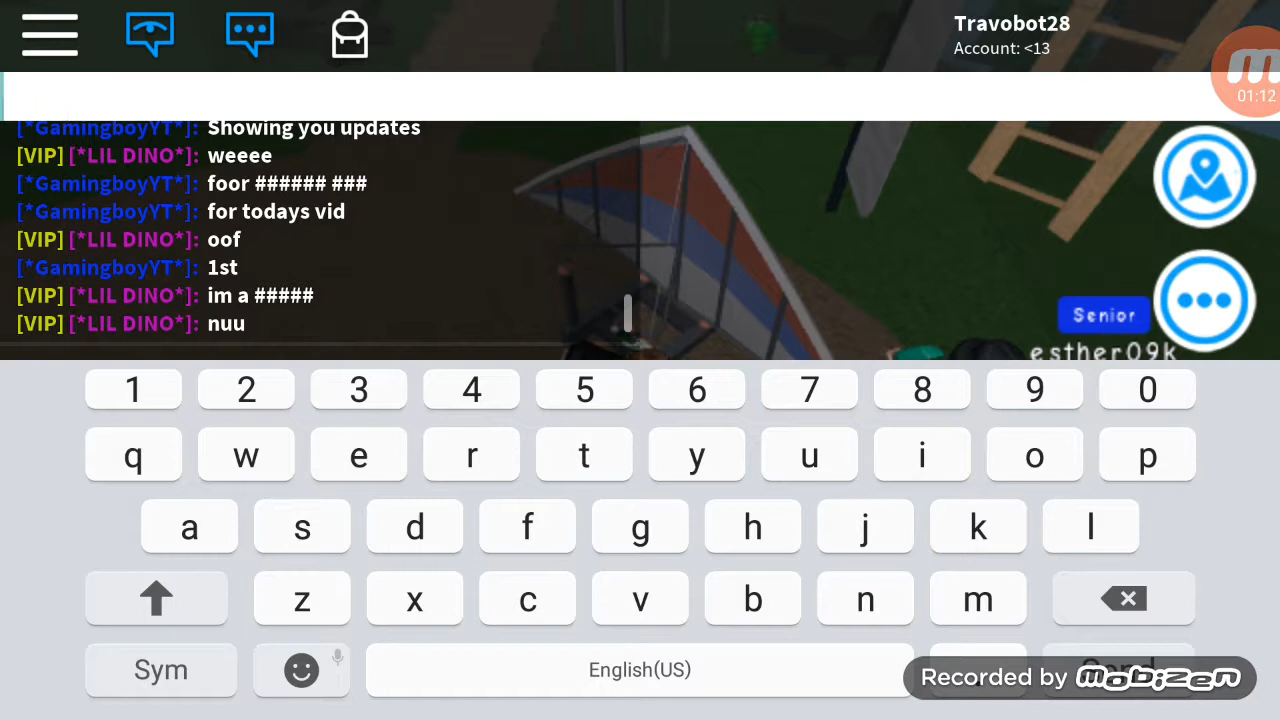 Travobot28
Account: <13
01:12
[*GamingboyYT*]: Showing you updates
[VIP] [*LIL DINO*]: weeee
[*GamingboyYT*]: foor ###### ###
[*GamingboyYT*]: for todays vid
[VIP] [*LIL DINO*]: oof
[*GamingboyYT*]: 1st
[VIP] [*LIL DINO*]: im a #####
[VIP] [*LIL DINO*]: nuu
Senior
esther09k
1 2 3 4 5 6 7 8 9 0
q w e r t y u i o p
a s d f g h j k l
z x c v b n m
Sym English(US)
Recorded by mobizen